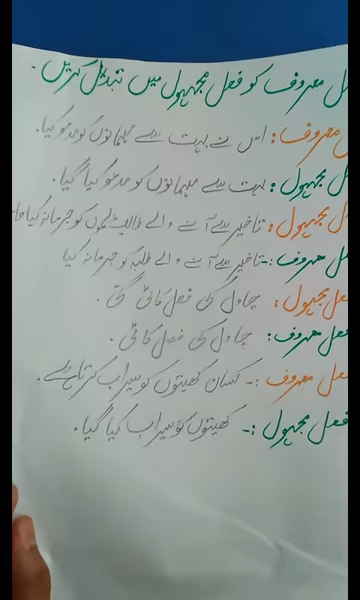 فعل معروف کو فعل مجہول میں تبدیل کریں۔
فعل معروف: اس نے بہت سے مہمانوں کو مدعو کیا۔
فعل مجہول: بہت سے مہمانوں کو مدعو کیا گیا۔
فعل مجہول: تاخیر سے آنے والے طالب علموں کو جرمانہ کیا
فعل معروف: تاخیر سے آنے والے طلبہ کو جرمانہ کیا
فعل مجہول: چاول کی فصل کاٹی گئی۔
فعل معروف: چاول کی فصل کاٹی۔
فعل معروف :- کسان کھیتوں کو سیراب کرتا ہے۔
فعل مجہول :- کھیتوں کو سیراب کیا گیا۔